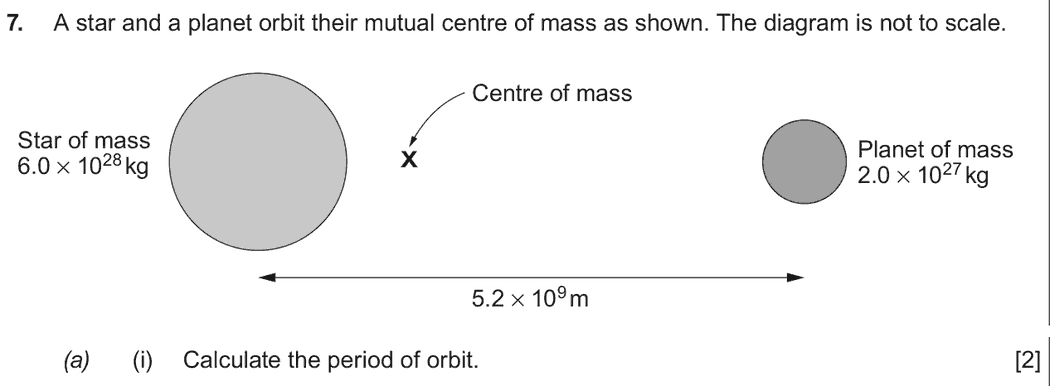 7. A star and a planet orbit their mutual centre of mass as shown. The diagram is not to scale.
Centre of mass
Star of mass
6.0 × 10²⁸ kg
X
Planet of mass
2.0 × 10²⁷ kg
5.2 × 10⁹ m
(a) (i) Calculate the period of orbit. [2]